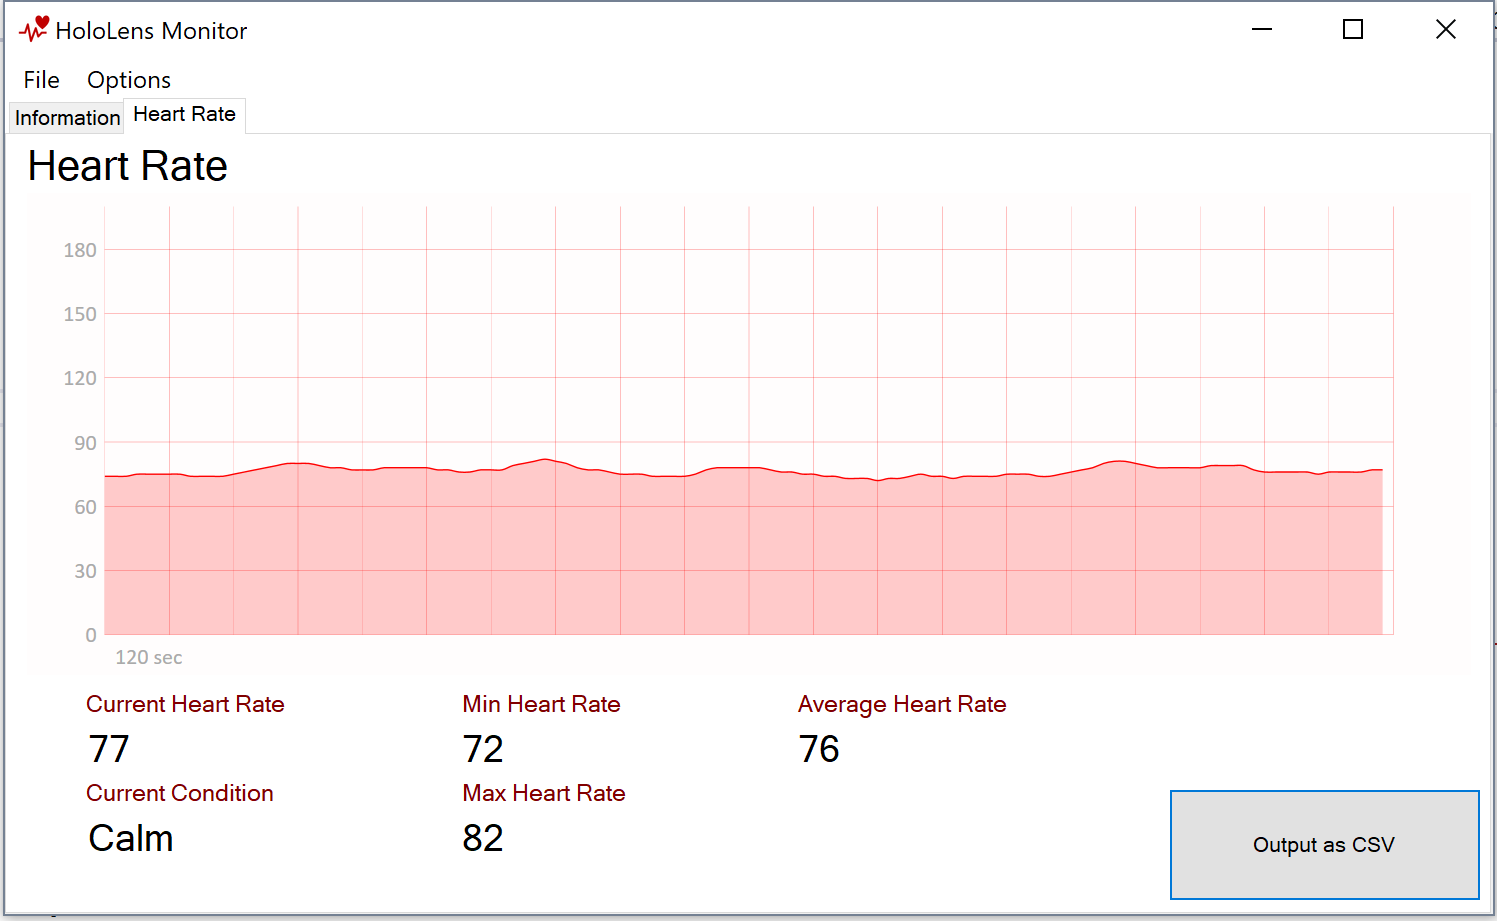 HoloLens Monitor
File Options
Information Heart Rate
Heart Rate
180
150
120
90
60
30
0
120 sec
Current Heart Rate Min Heart Rate Average Heart Rate
77 72 76
Current Condition Max Heart Rate
Calm 82
Output as CSV